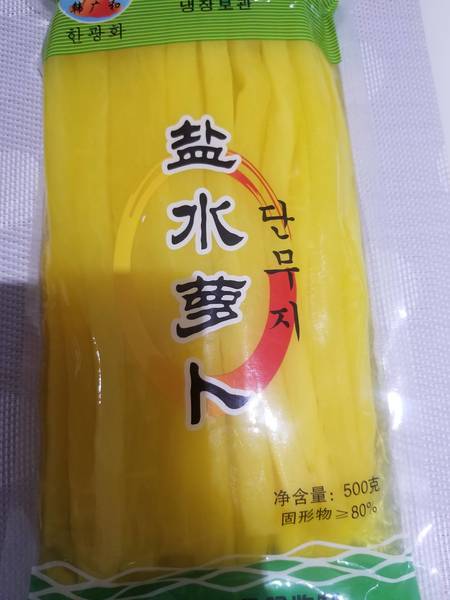 韩广和
한광화
냉장보관
盐水萝卜
단무지
净含量：500克
固形物≥80%